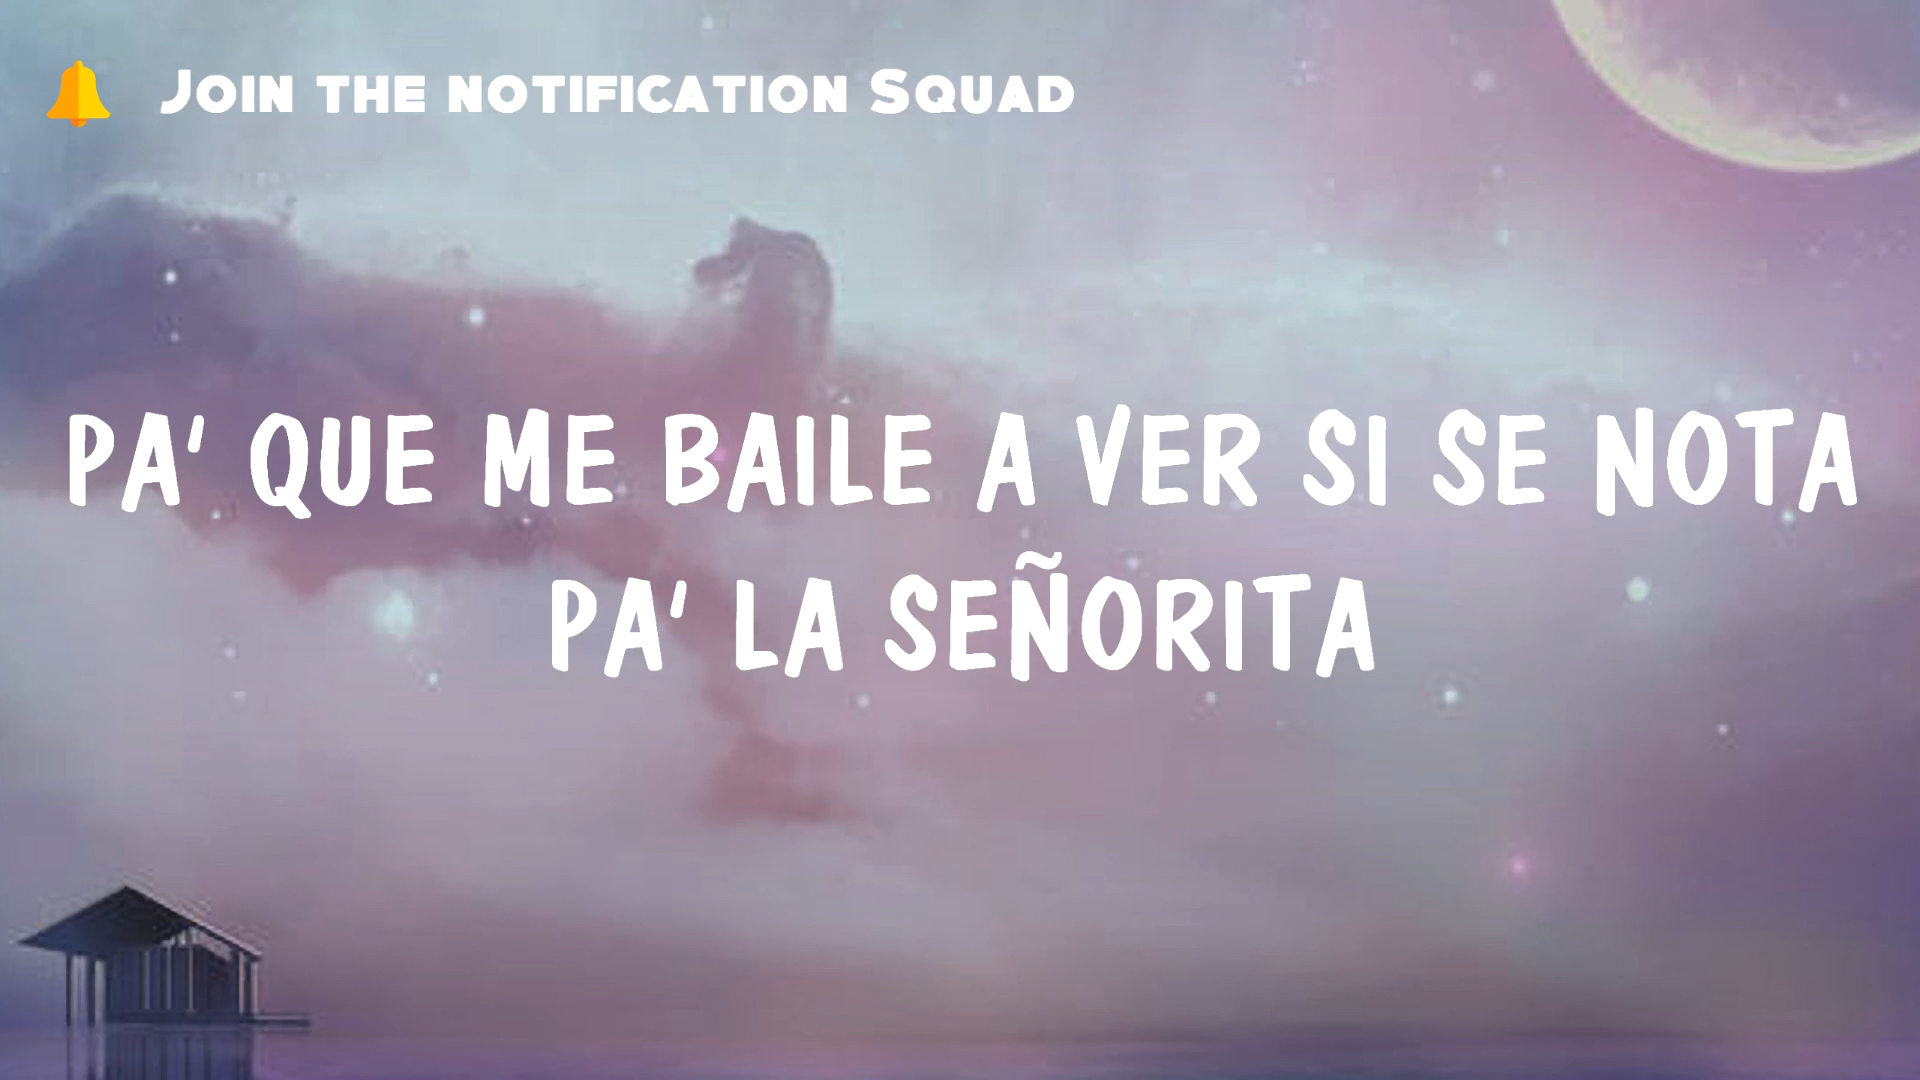 Join the notification Squad
PA' QUE ME BAILE A VER SI SE NOTA
PA' LA SEÑORITA